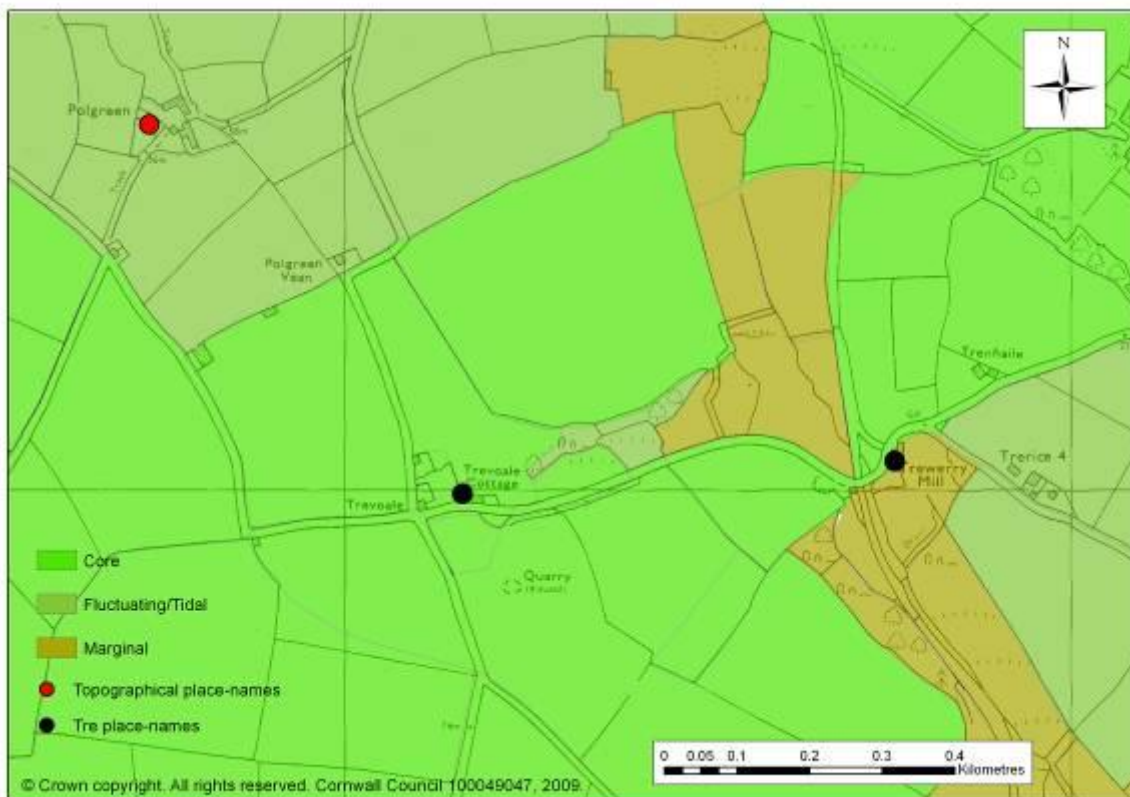 N
Polgreen
Track
Polgreen
Vean
Trenhaile
Trerice 4
Trewerry
Mill
Trevoale
Cottage
Trevoale
Quarry
(disused)
Core
Fluctuating/Tidal
Marginal
Topographical place-names
Tre place-names
0 0.05 0.1 0.2 0.3 0.4
Kilometres
© Crown copyright. All rights reserved. Cornwall Council 100049047, 2009.